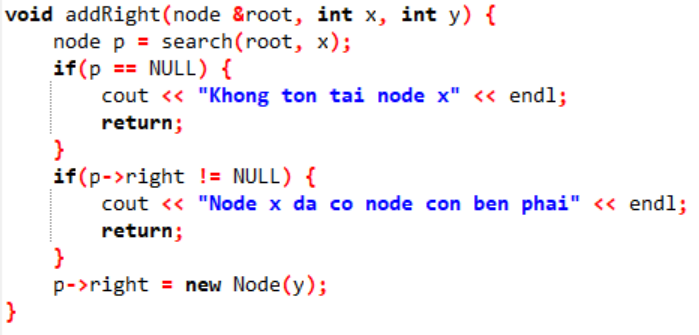 void addRight(node &root, int x, int y) {
    node p = search(root, x);
    if(p == NULL) {
        cout << "Khong ton tai node x" << endl;
        return;
    }
    if(p->right != NULL) {
        cout << "Node x da co node con ben phai" << endl;
        return;
    }
    p->right = new Node(y);
}